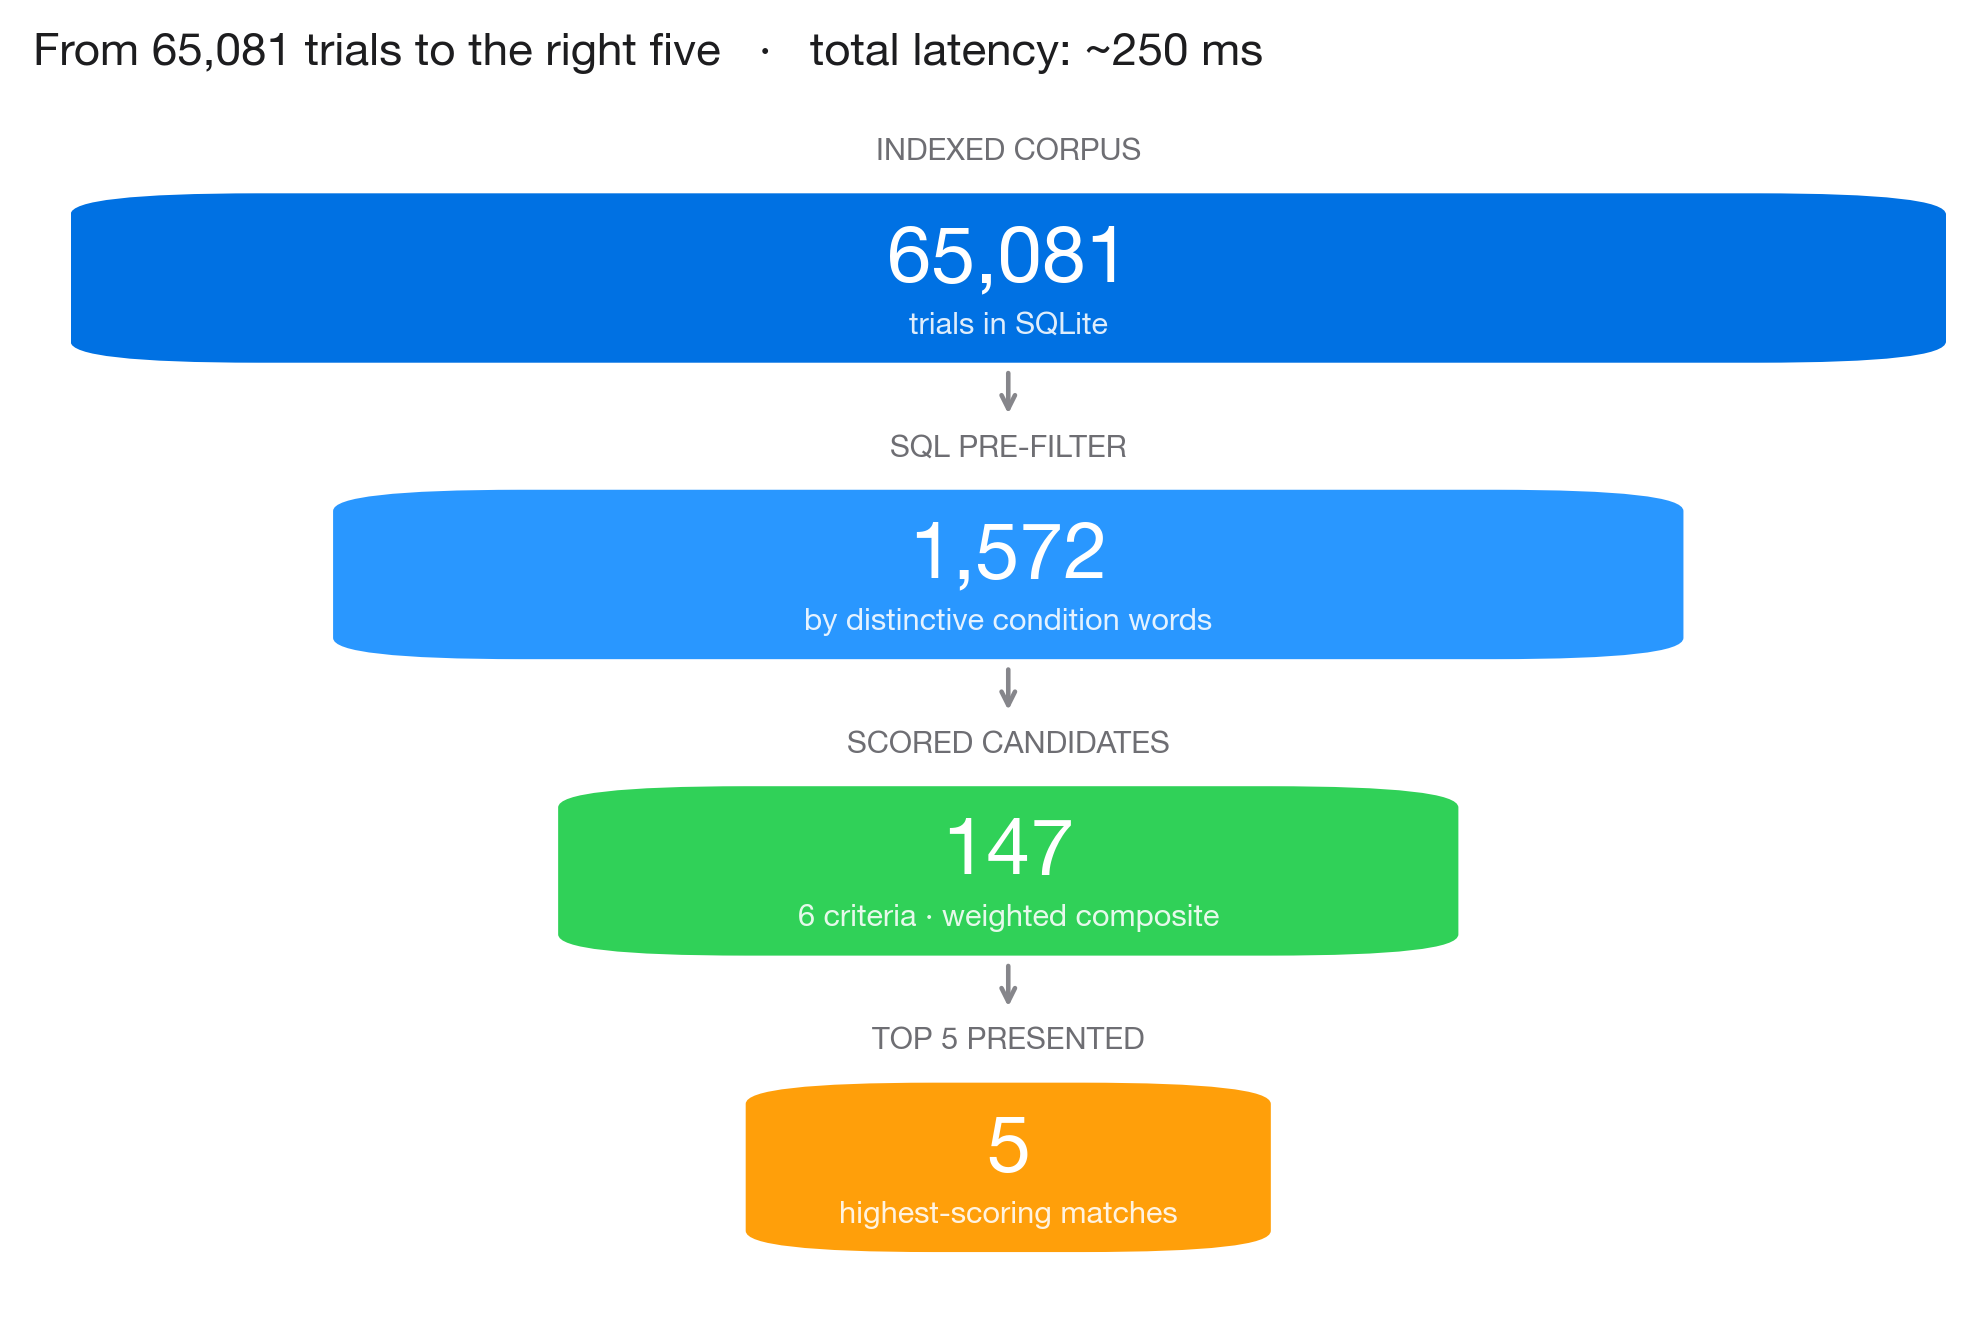 From 65,081 trials to the right five · total latency: ~250 ms
INDEXED CORPUS
65,081
trials in SQLite
SQL PRE-FILTER
1,572
by distinctive condition words
SCORED CANDIDATES
147
6 criteria · weighted composite
TOP 5 PRESENTED
5
highest-scoring matches